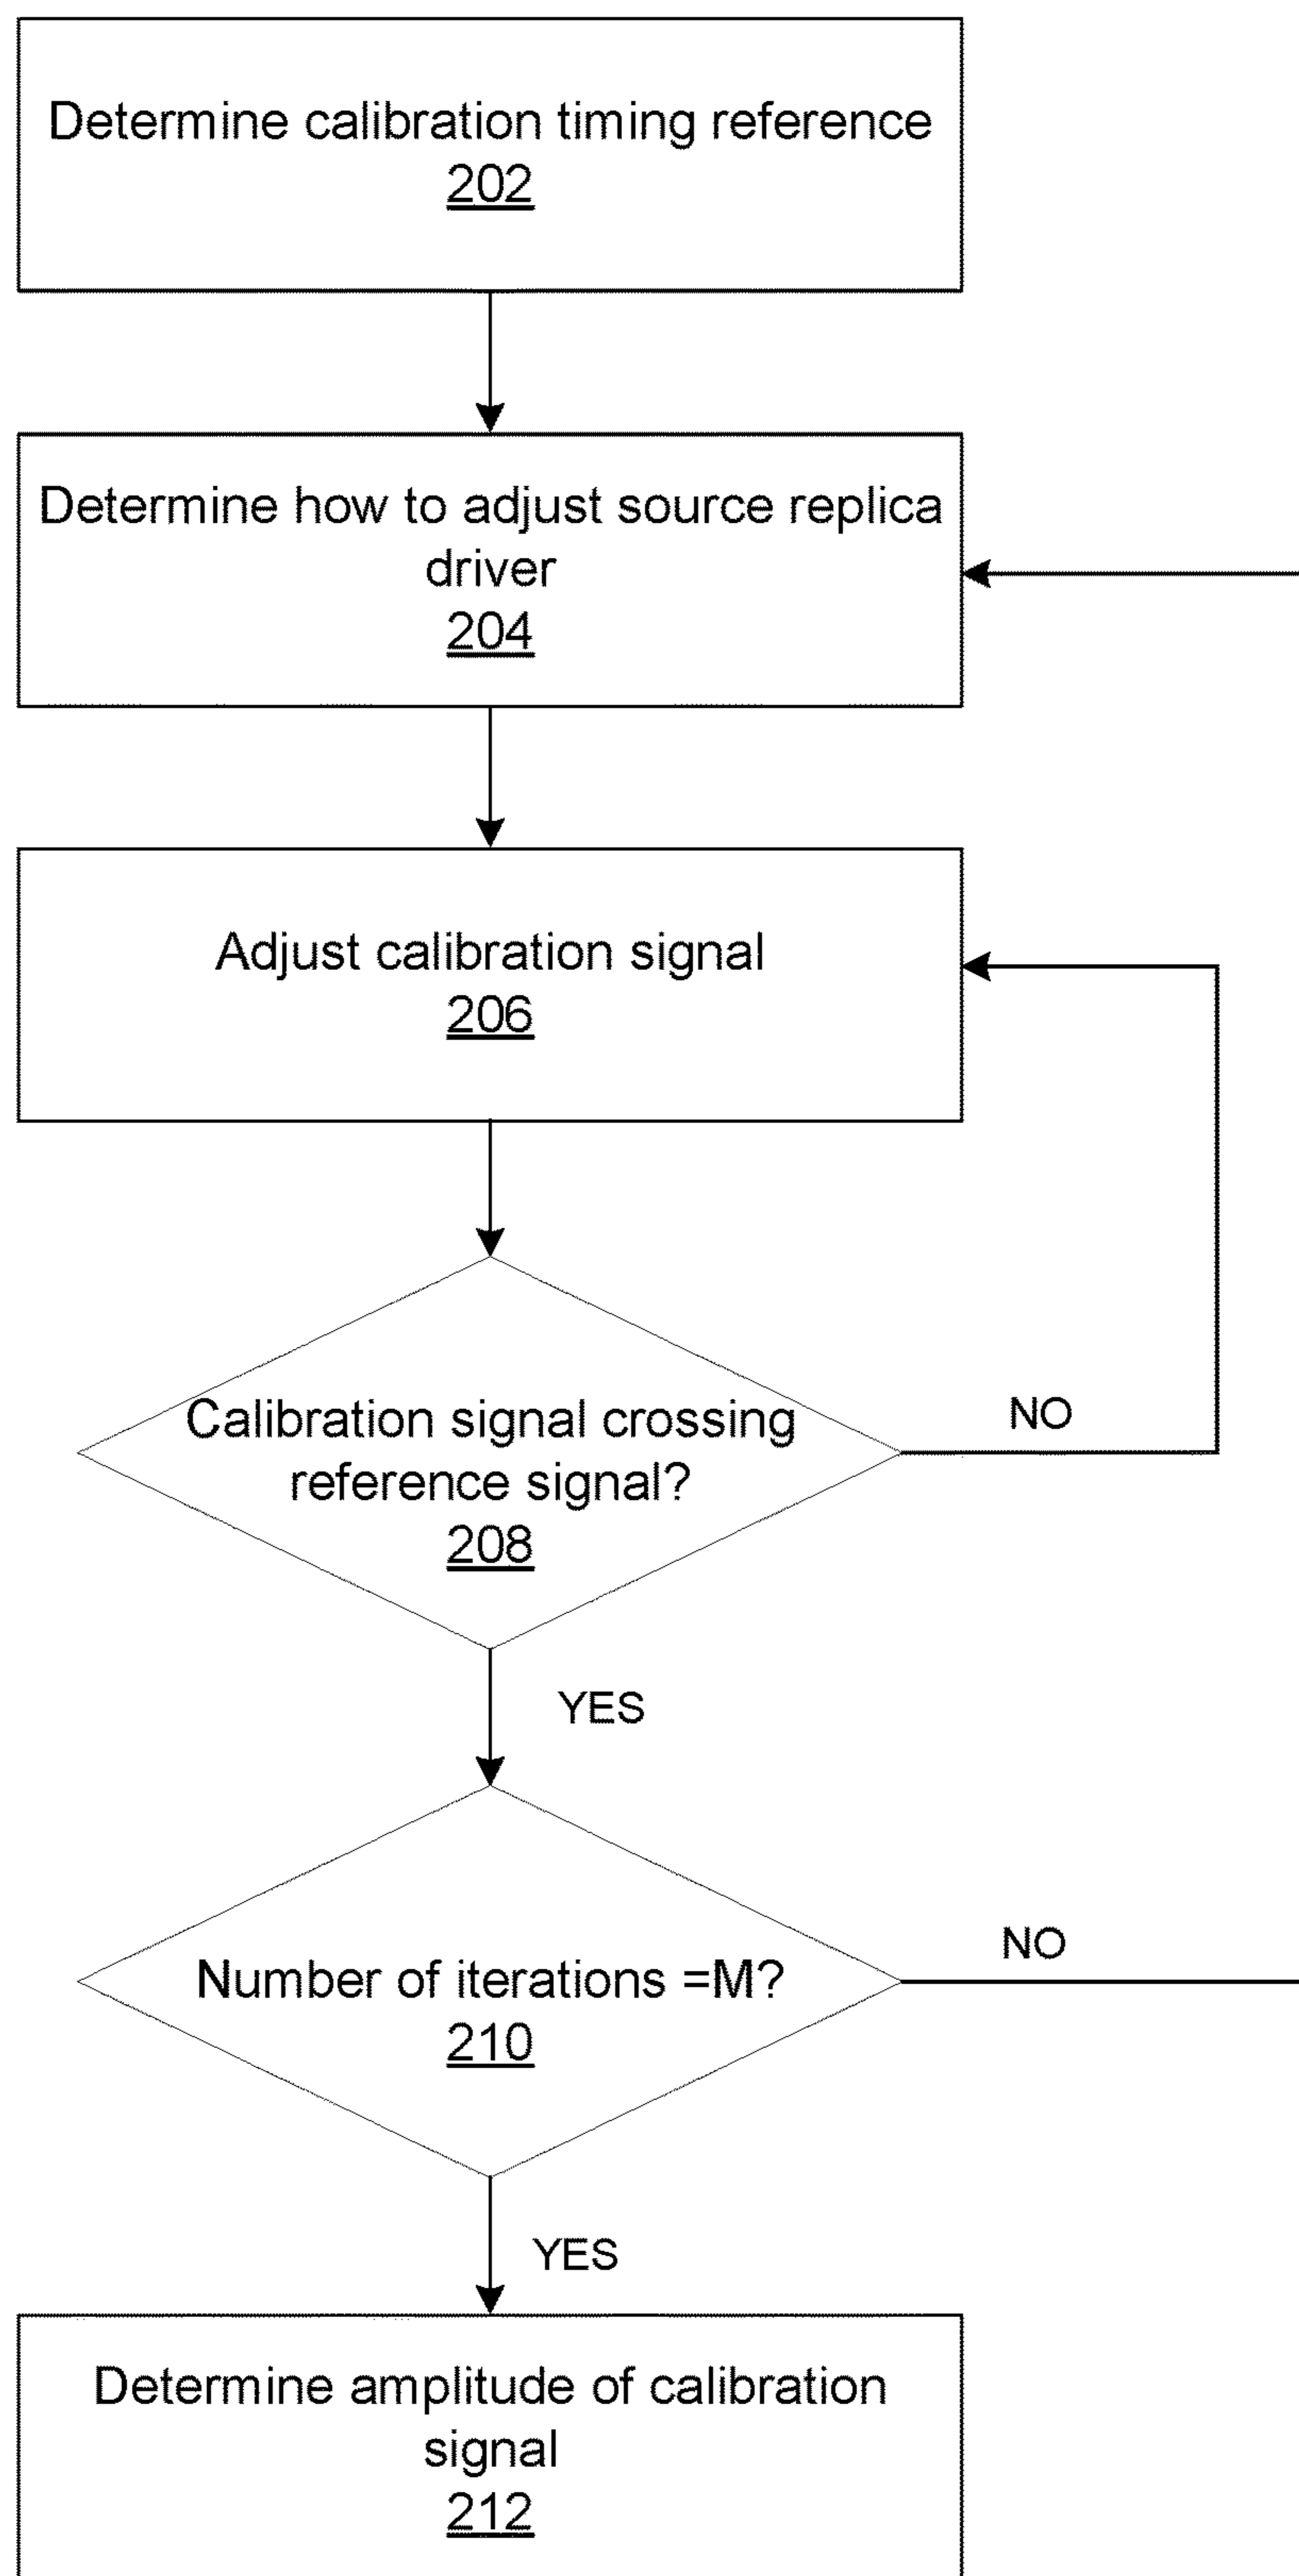 Determine calibration timing reference
202
Determine how to adjust source replica
driver
204
Adjust calibration signal
206
Calibration signal crossing
reference signal?
208
NO
YES
Number of iterations =M?
210
NO
YES
Determine amplitude of calibration
signal
212